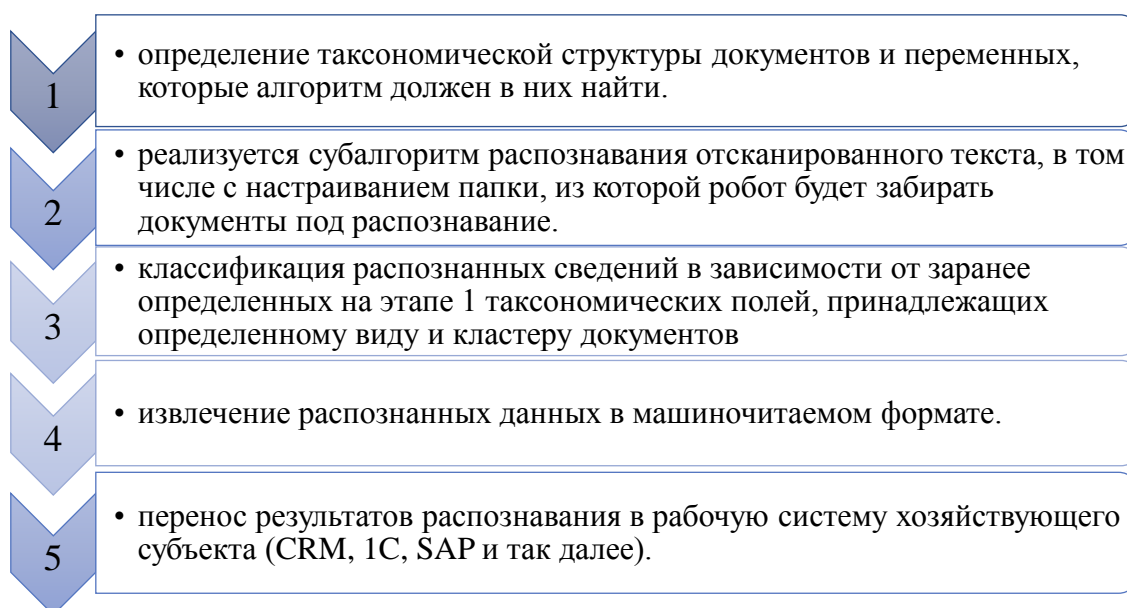 1
• определение таксономической структуры документов и переменных,
которые алгоритм должен в них найти.
2
• реализуется субалгоритм распознавания отсканированного текста, в том
числе с настраиванием папки, из которой робот будет забирать
документы под распознавание.
3
• классификация распознанных сведений в зависимости от заранее
определенных на этапе 1 таксономических полей, принадлежащих
определенному виду и кластеру документов
4
• извлечение распознанных данных в машиночитаемом формате.
5
• перенос результатов распознавания в рабочую систему хозяйствующего
субъекта (CRM, 1С, SAP и так далее).